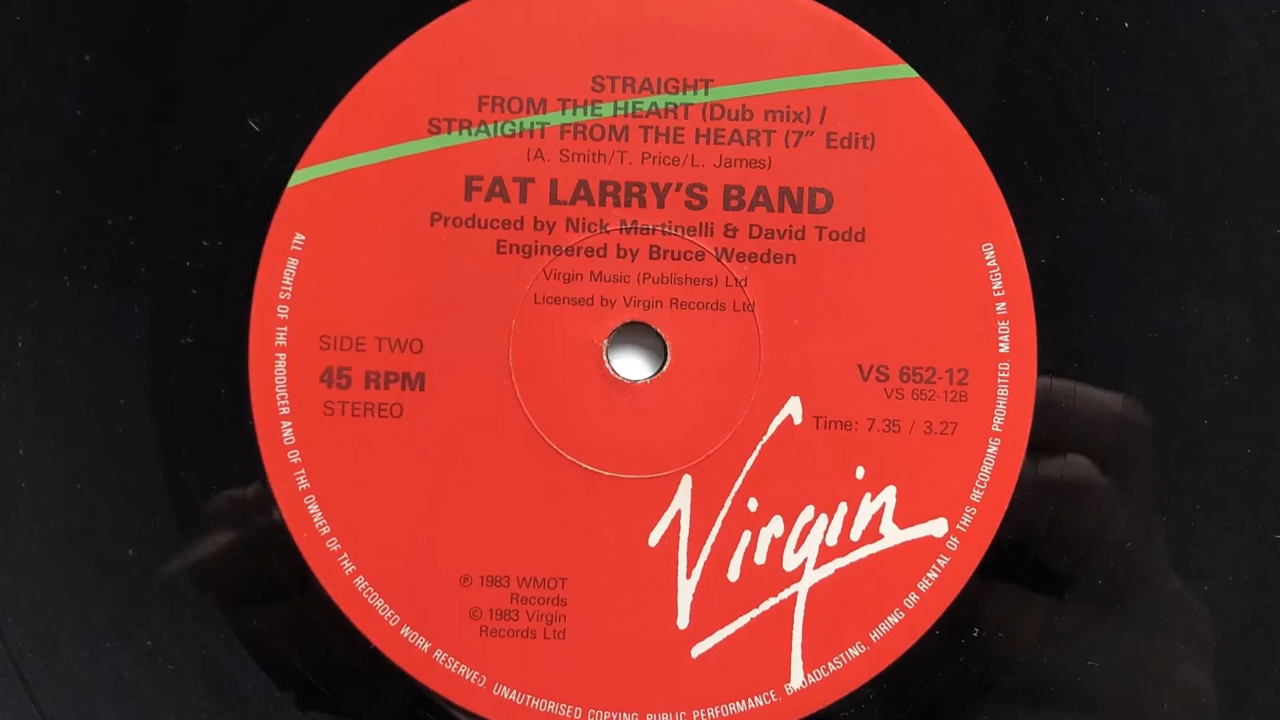 STRAIGHT
FROM THE HEART (Dub mix) /
STRAIGHT FROM THE HEART (7″ Edit)
(A. Smith/T. Price/L. James)
FAT LARRY'S BAND
Produced by Nick Martinelli & David Todd
Engineered by Bruce Weeden
Virgin Music (Publishers) Ltd
Licensed by Virgin Records Ltd
SIDE TWO
45 RPM
STEREO
VS 652-12
VS 652-12B
Time: 7.35 / 3.27
Virgin
℗ 1983 WMOT
Records
© 1983 Virgin
Records Ltd
ALL RIGHTS OF THE PRODUCER AND OF THE OWNER OF THE RECORDED WORK RESERVED. UNAUTHORISED COPYING, PUBLIC PERFORMANCE, BROADCASTING, HIRING OR RENTAL OF THIS RECORDING PROHIBITED. MADE IN ENGLAND